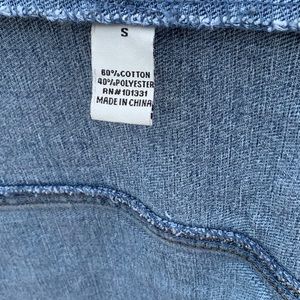 S
60%COTTON
40%POLYESTER
RN#101331
MADE IN CHINA